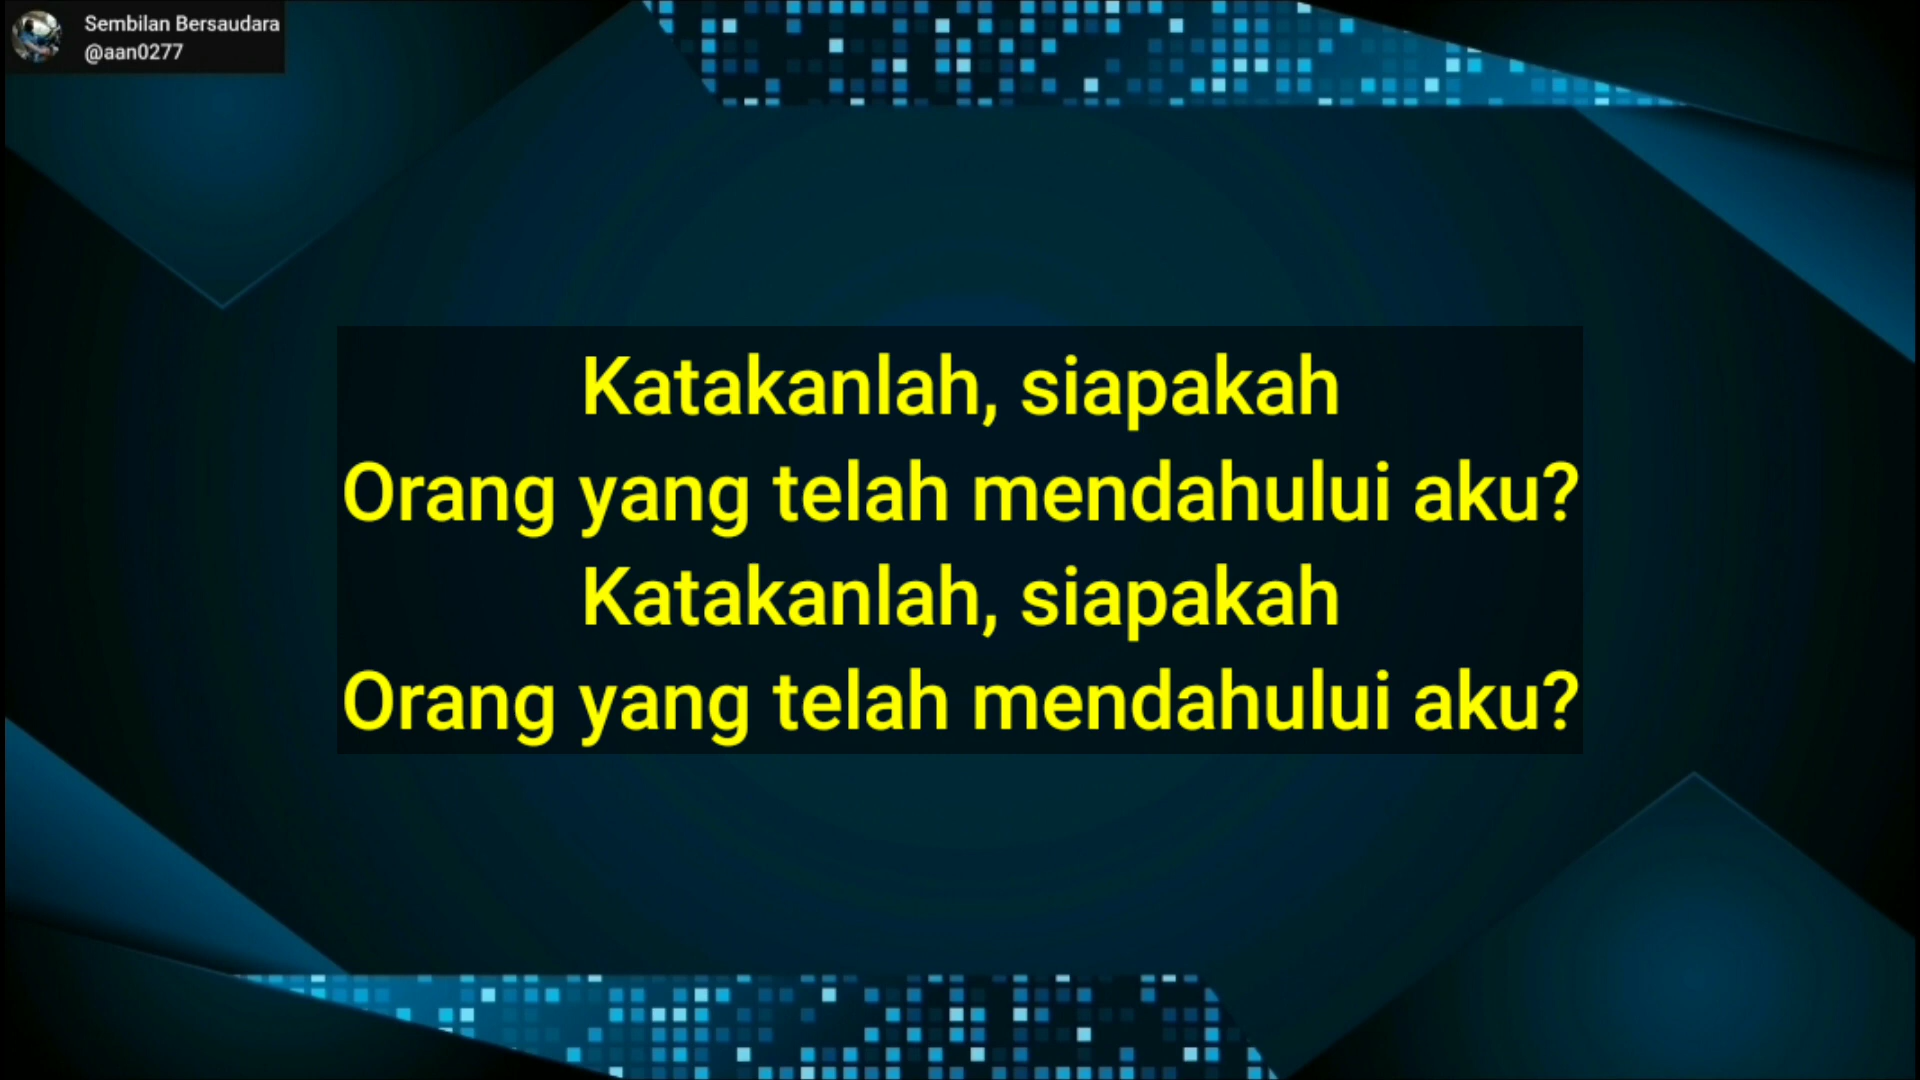 Sembilan Bersaudara
@aan0277
Katakanlah, siapakah
Orang yang telah mendahului aku?
Katakanlah, siapakah
Orang yang telah mendahului aku?